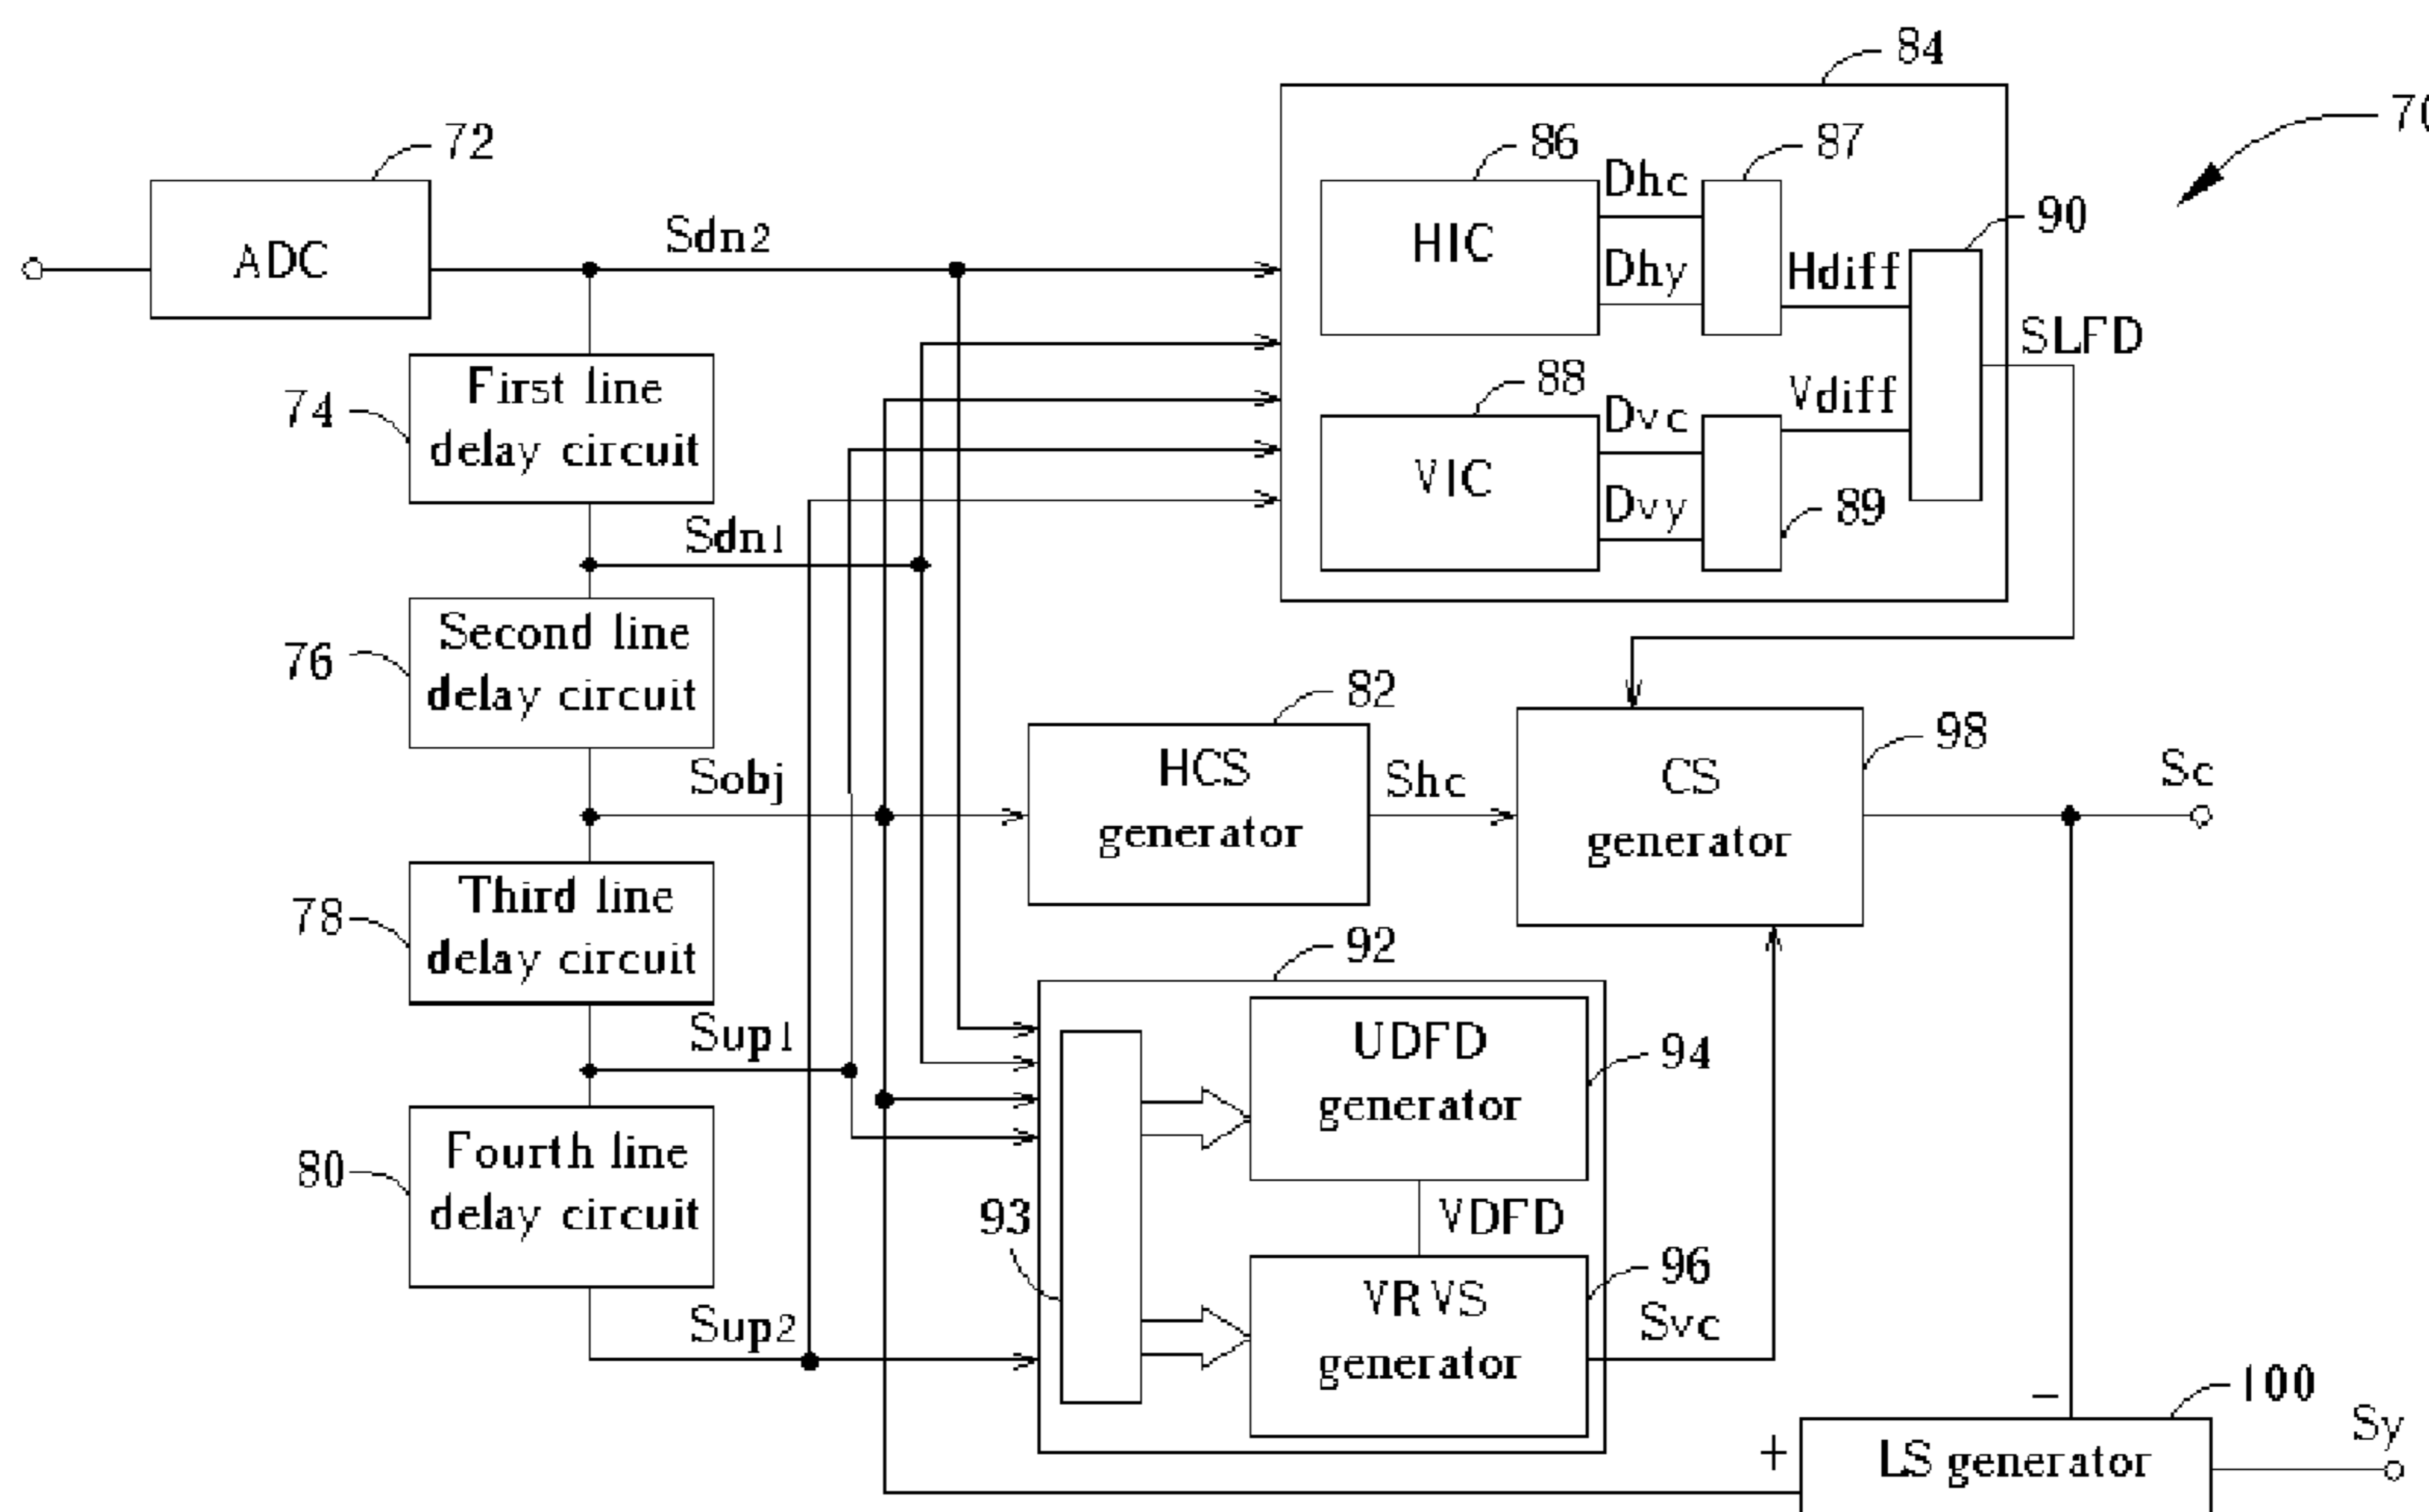 84
70
72
86
87
Dhc
90
ADC
Sdn2
HIC
Dhy
Hdiff
SLFD
First line
delay circuit
74
88
Vdiff
Dvc
VIC
Dvy
89
Sdn1
Second line
delay circuit
76
82
98
Sobj
HCS
generator
Shc
CS
generator
Sc
Third line
delay circuit
78
92
Sup1
UDFD
generator
94
Fourth line
delay circuit
80
93
VDFD
96
VRVS
generator
Sup2
Svc
100
−
+
LS generator
Sy